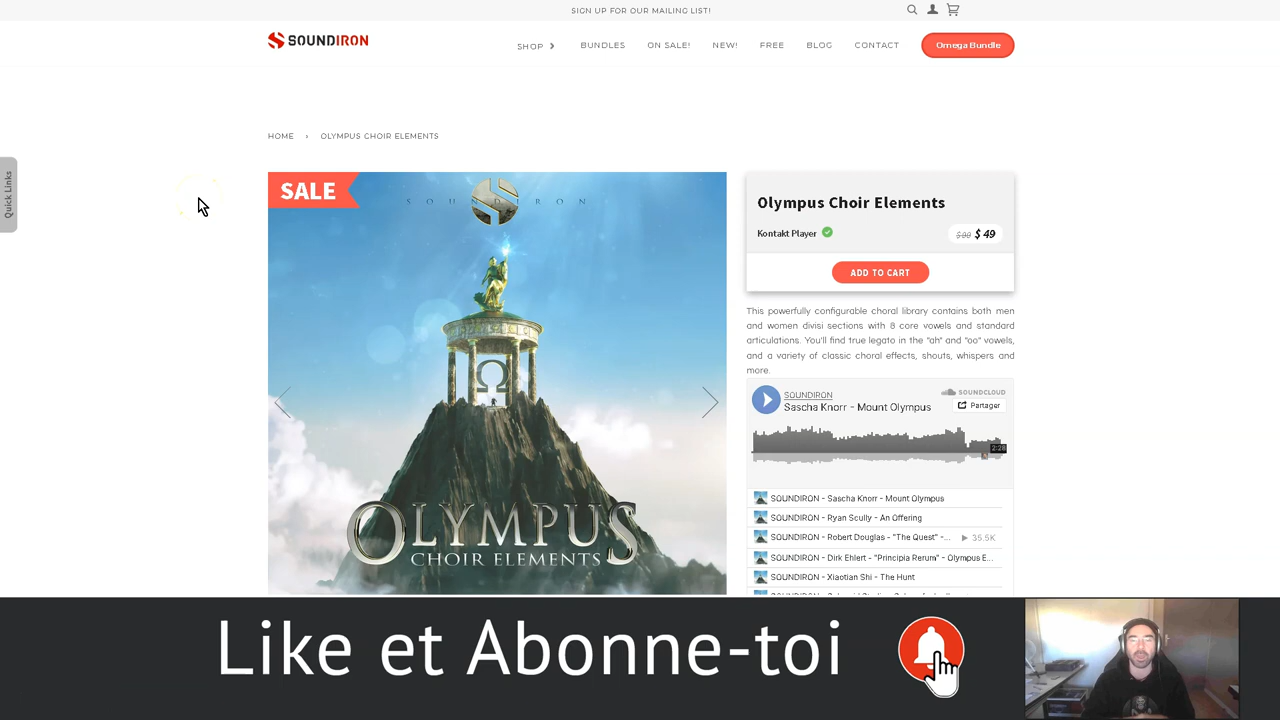 SIGN UP FOR OUR MAILING LIST!
SOUNDIRON
SHOP
BUNDLES
ON SALE!
NEW!
FREE
BLOG
CONTACT
Omega Bundle
HOME › OLYMPUS CHOIR ELEMENTS
Quick Links
SALE
SOUNDIRON
OLYMPUS
CHOIR ELEMENTS
Olympus Choir Elements
Kontakt Player
$ 49
ADD TO CART
This powerfully configurable choral library contains both men
and women divisi sections with 8 core vowels and standard
articulations. You'll find true legato in the "ah" and "oo" vowels,
and a variety of classic choral effects, shouts, whispers and
more.
SOUNDIRON
Sascha Knorr - Mount Olympus
SOUNDCLOUD
Partager
2:28
SOUNDIRON - Sascha Knorr - Mount Olympus
SOUNDIRON - Ryan Scully - An Offering
SOUNDIRON - Robert Douglas - "The Quest" -... 35.5K
SOUNDIRON - Dirk Ehlert - "Principia Rerum" - Olympus E...
SOUNDIRON - Xiaotian Shi - The Hunt
Like et Abonne-toi